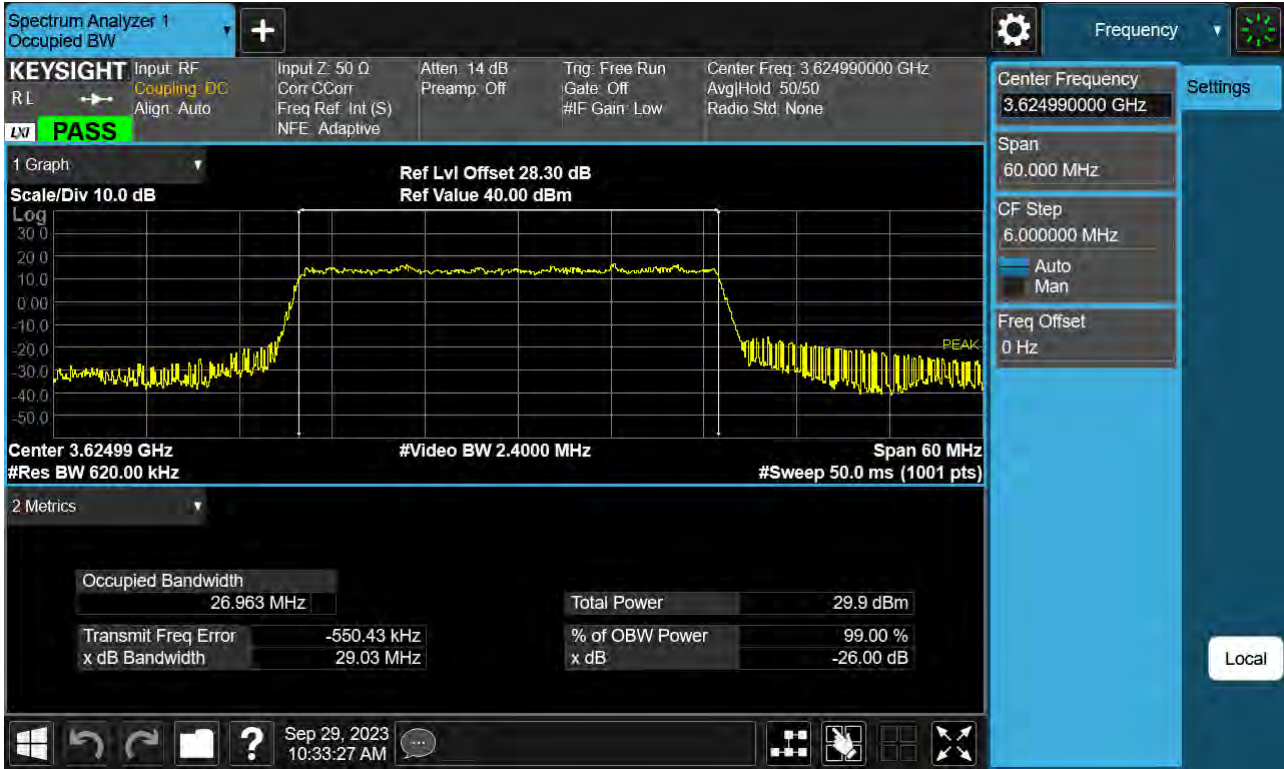 Spectrum Analyzer 1
Occupied BW
Frequency
KEYSIGHT
RL
LXI
PASS
Input: RF
Coupling: DC
Align: Auto
Input Z: 50 Ω
Corr CCorr
Freq Ref: Int (S)
NFE: Adaptive
Atten: 14 dB
Preamp: Off
Trig: Free Run
Gate: Off
#IF Gain: Low
Center Freq: 3.624990000 GHz
Avg|Hold: 50/50
Radio Std: None
1 Graph
Scale/Div 10.0 dB
Ref Lvl Offset 28.30 dB
Ref Value 40.00 dBm
Log
30.0
20.0
10.0
0.00
-10.0
-20.0
-30.0
-40.0
-50.0
PEAK
Center 3.62499 GHz
#Video BW 2.4000 MHz
Span 60 MHz
#Res BW 620.00 kHz
#Sweep 50.0 ms (1001 pts)
2 Metrics
Occupied Bandwidth
26.963 MHz
Total Power 29.9 dBm
Transmit Freq Error -550.43 kHz
% of OBW Power 99.00 %
x dB Bandwidth 29.03 MHz
x dB -26.00 dB
Center Frequency
3.624990000 GHz
Settings
Span
60.000 MHz
CF Step
6.000000 MHz
Auto
Man
Freq Offset
0 Hz
Local
?
Sep 29, 2023
10:33:27 AM